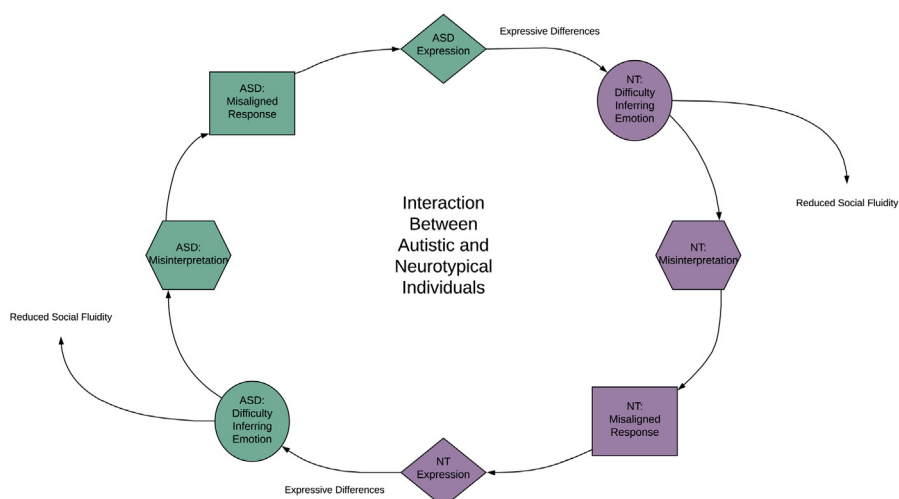 ASD
Expression
Expressive Differences
NT:
Difficulty
Inferring
Emotion
Reduced Social Fluidity
NT:
Misinterpretation
NT:
Misaligned
Response
NT
Expression
Expressive Differences
ASD:
Difficulty
Inferring
Emotion
Reduced Social Fluidity
ASD:
Misinterpretation
ASD:
Misaligned
Response
Interaction
Between
Autistic and
Neurotypical
Individuals